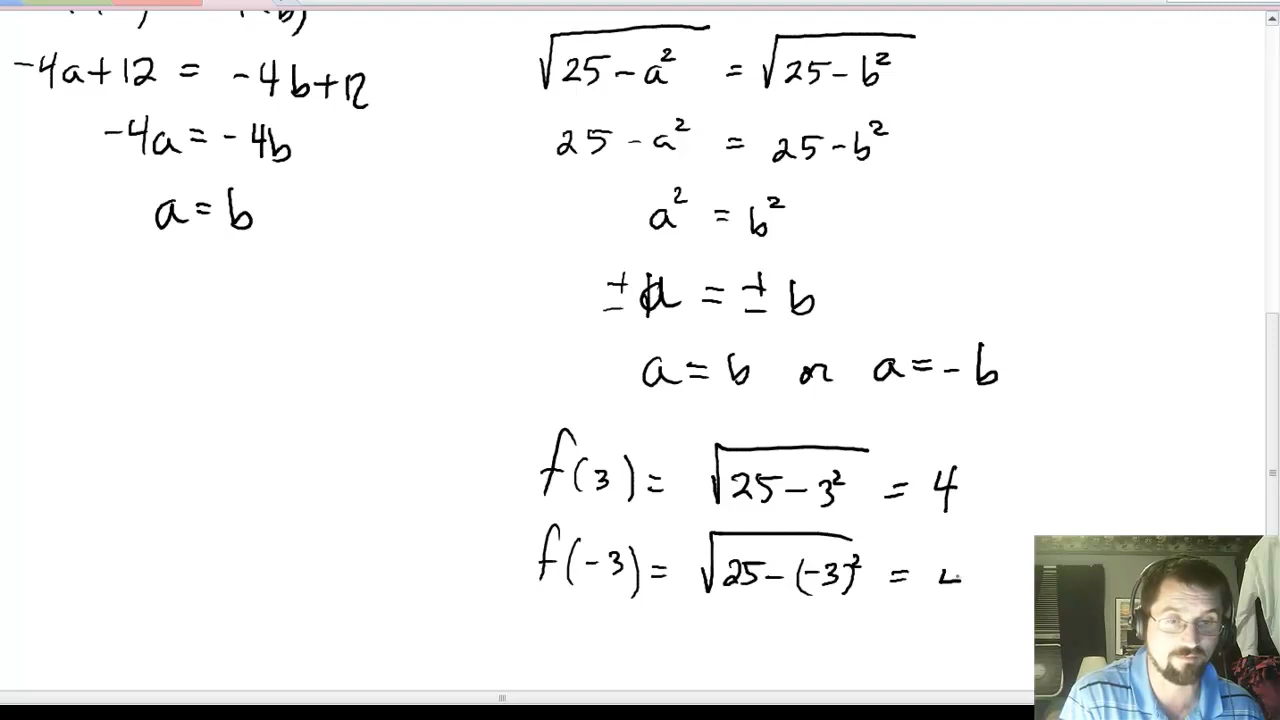 -4a+12 = -4b+12
-4a = -4b
a = b
√25-a² = √25-b²
25-a² = 25-b²
a² = b²
±a = ±b
a = b or a = -b
f(3) = √25-3² = 4
f(-3) = √25-(-3)² =